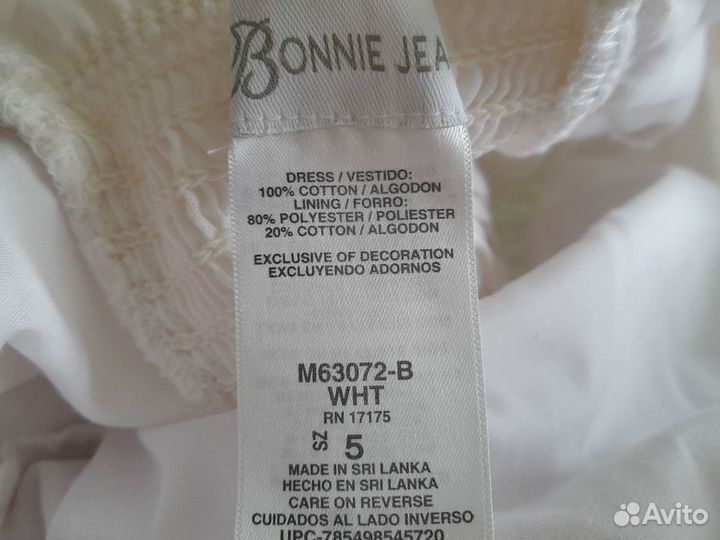 BONNIE JEA
DRESS / VESTIDO:
100% COTTON / ALGODON
LINING / FORRO:
80% POLYESTER / POLIESTER
20% COTTON / ALGODON
EXCLUSIVE OF DECORATION
EXCLUYENDO ADORNOS
M63072-B
WHT
RN 17175
SZ 5
MADE IN SRI LANKA
HECHO EN SRI LANKA
CARE ON REVERSE
CUIDADOS AL LADO INVERSO
UPC-785498545720
Avito